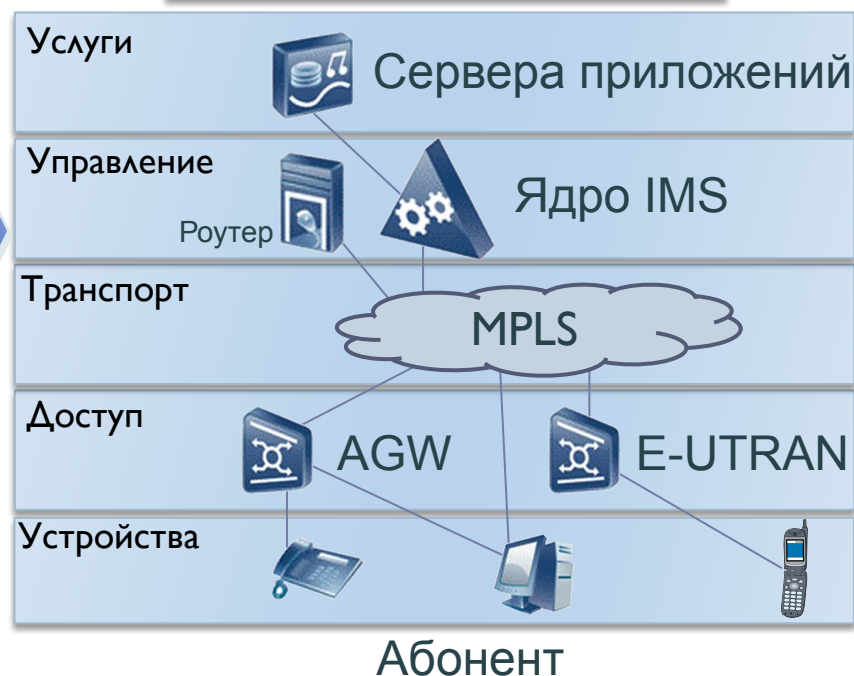 Услуги
Сервера приложений
Управление
Ядро IMS
Роутер
Транспорт
MPLS
Доступ
AGW
E-UTRAN
Устройства
Абонент